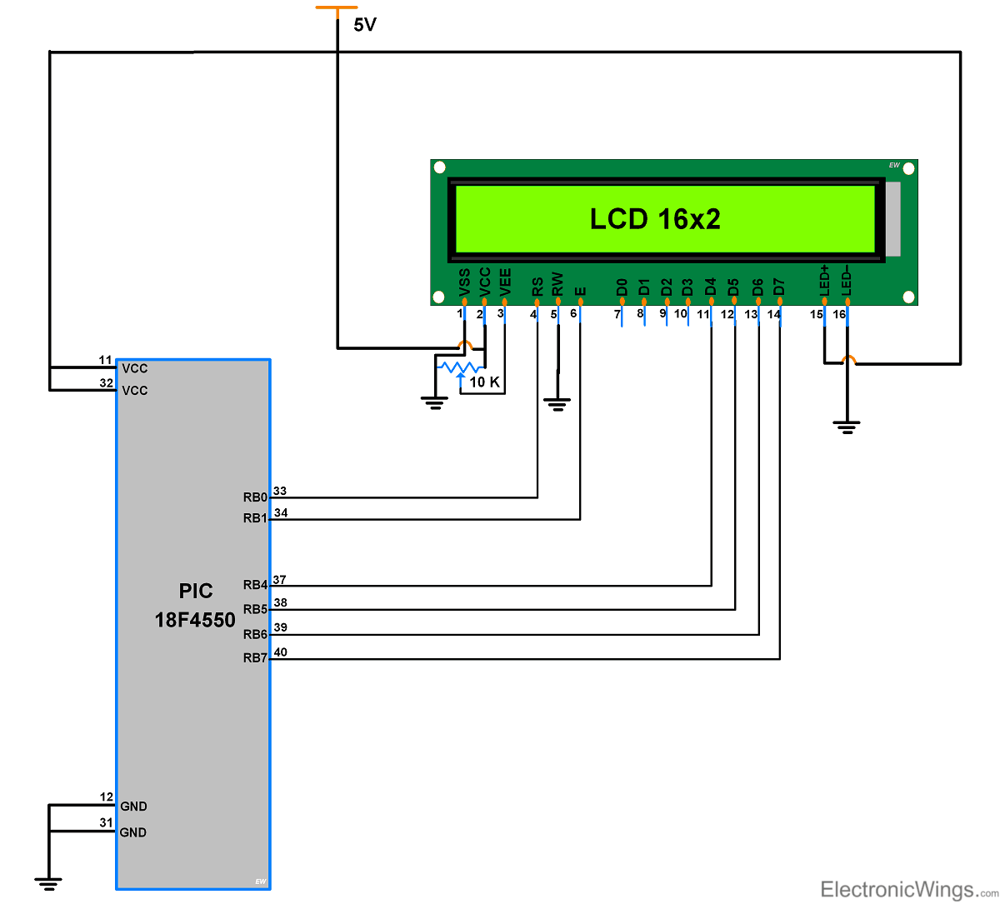 5V
EW
LCD 16x2
VSS VCC VEE RS RW E D0 D1 D2 D3 D4 D5 D6 D7 LED+ LED–
1 2 3 4 5 6 7 8 9 10 11 12 13 14 15 16
10 K
11 VCC
32 VCC
RB0 33
RB1 34
RB4 37
PIC
18F4550
RB5 38
RB6 39
RB7 40
12 GND
31 GND
EW
ElectronicWings.com